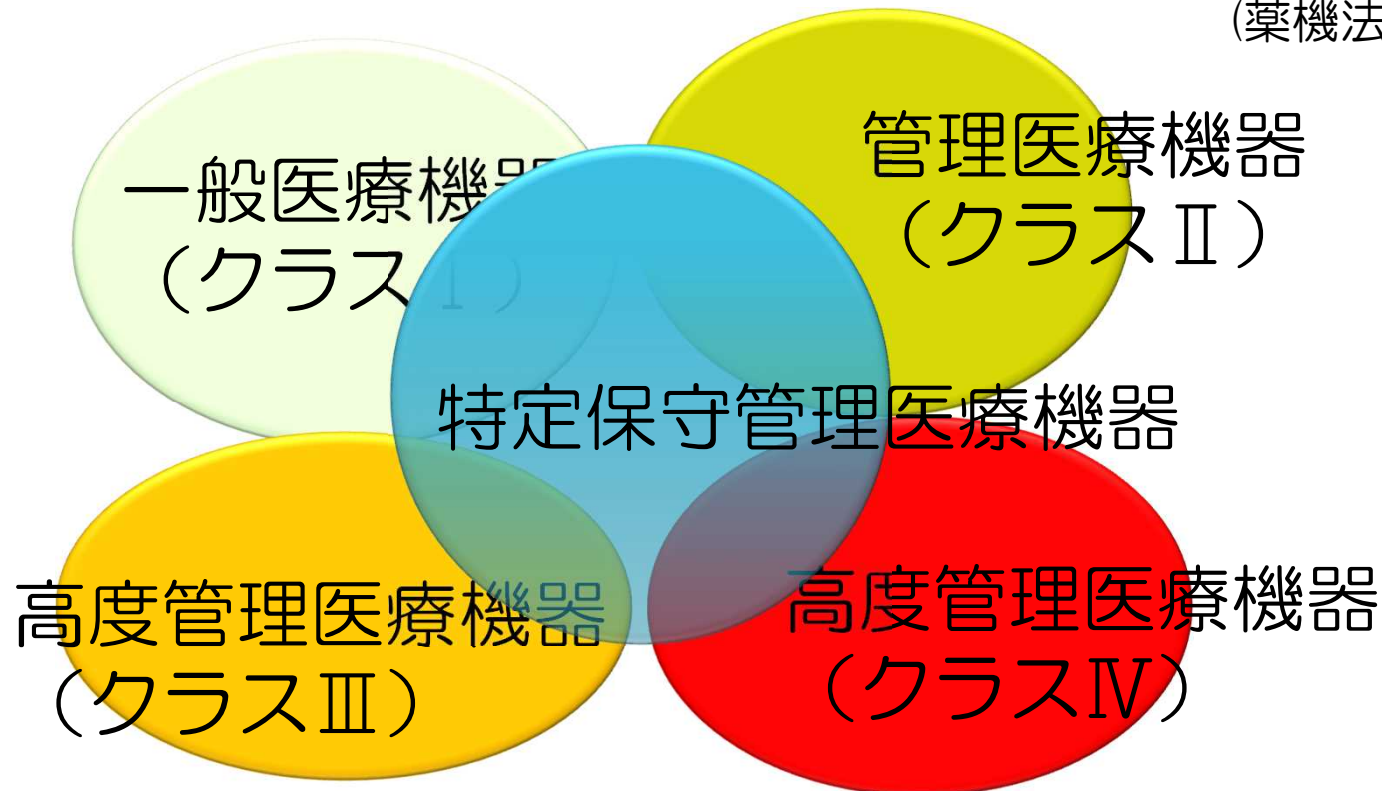 (薬機法
一般医療機器
（クラスⅠ）
管理医療機器
（クラスⅡ）
特定保守管理医療機器
高度管理医療機器
（クラスⅢ）
高度管理医療機器
（クラスⅣ）